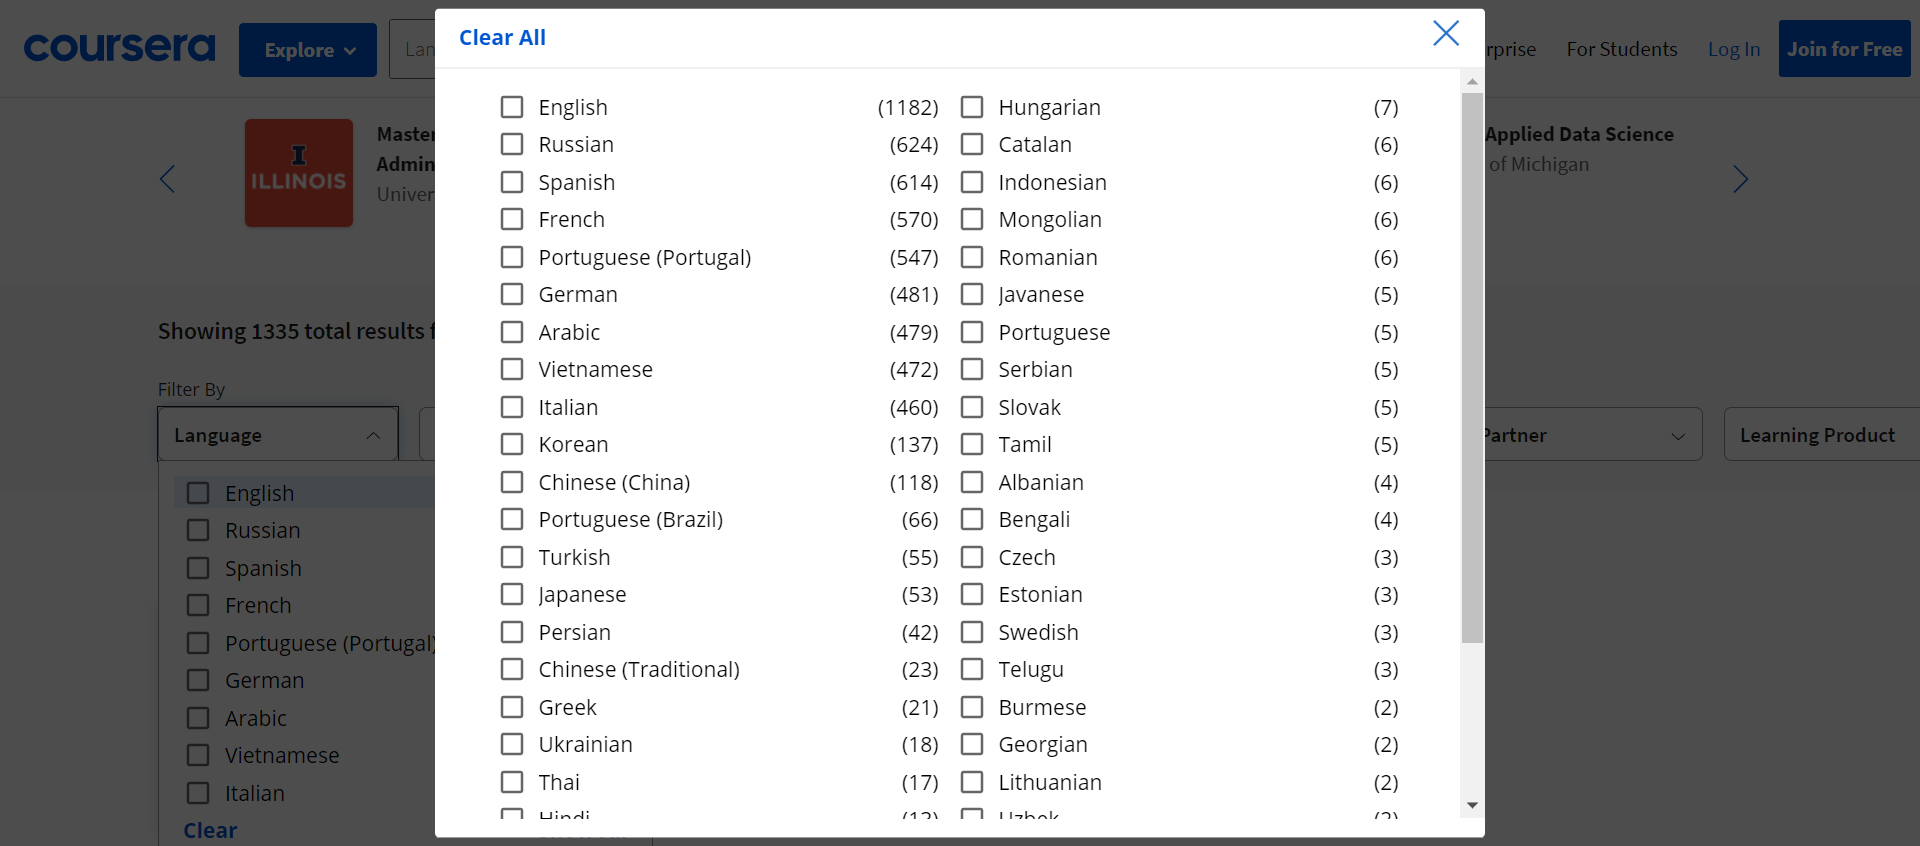 coursera
Explore
Lan
Clear All
rprise
For Students
Log In
Join for Free
ILLINOIS
Master
Admin
Univer
Applied Data Science
of Michigan
Showing 1335 total results f
Filter By
Language
Partner
Learning Product
English
Russian
Spanish
French
Portuguese (Portugal)
German
Arabic
Vietnamese
Italian
Clear
English (1182)
Russian (624)
Spanish (614)
French (570)
Portuguese (Portugal) (547)
German (481)
Arabic (479)
Vietnamese (472)
Italian (460)
Korean (137)
Chinese (China) (118)
Portuguese (Brazil) (66)
Turkish (55)
Japanese (53)
Persian (42)
Chinese (Traditional) (23)
Greek (21)
Ukrainian (18)
Thai (17)
Hindi
Hungarian (7)
Catalan (6)
Indonesian (6)
Mongolian (6)
Romanian (6)
Javanese (5)
Portuguese (5)
Serbian (5)
Slovak (5)
Tamil (5)
Albanian (4)
Bengali (4)
Czech (3)
Estonian (3)
Swedish (3)
Telugu (3)
Burmese (2)
Georgian (2)
Lithuanian (2)
Uzbek